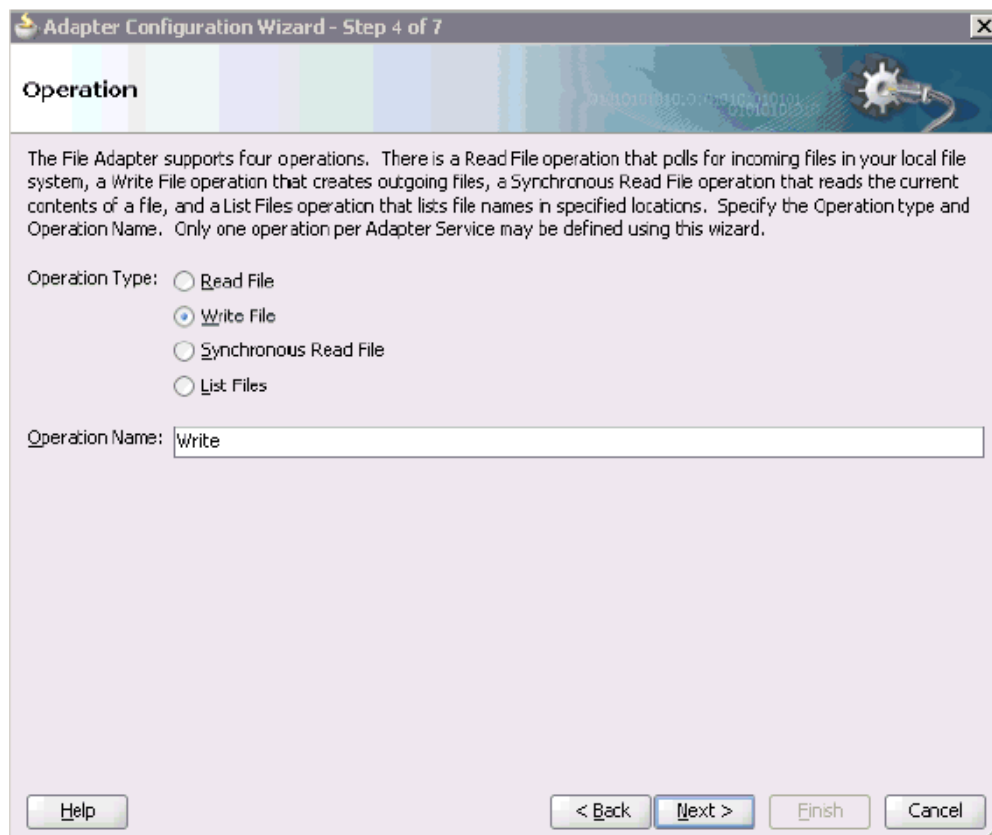 Adapter Configuration Wizard - Step 4 of 7
Operation
The File Adapter supports four operations. There is a Read File operation that polls for incoming files in your local file
system, a Write File operation that creates outgoing files, a Synchronous Read File operation that reads the current
contents of a file, and a List Files operation that lists file names in specified locations. Specify the Operation type and
Operation Name. Only one operation per Adapter Service may be defined using this wizard.
Operation Type: Read File
Write File
Synchronous Read File
List Files
Operation Name: Write
Help < Back Next > Finish Cancel